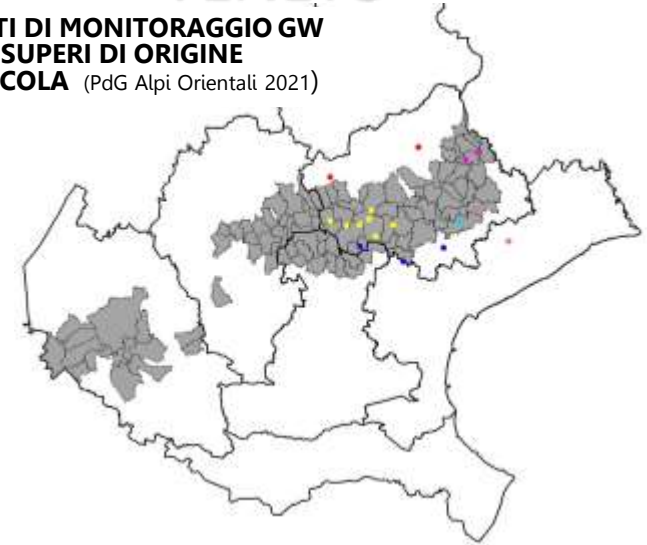 TI DI MONITORAGGIO GW
SUPERI DI ORIGINE
COLA (PdG Alpi Orientali 2021)